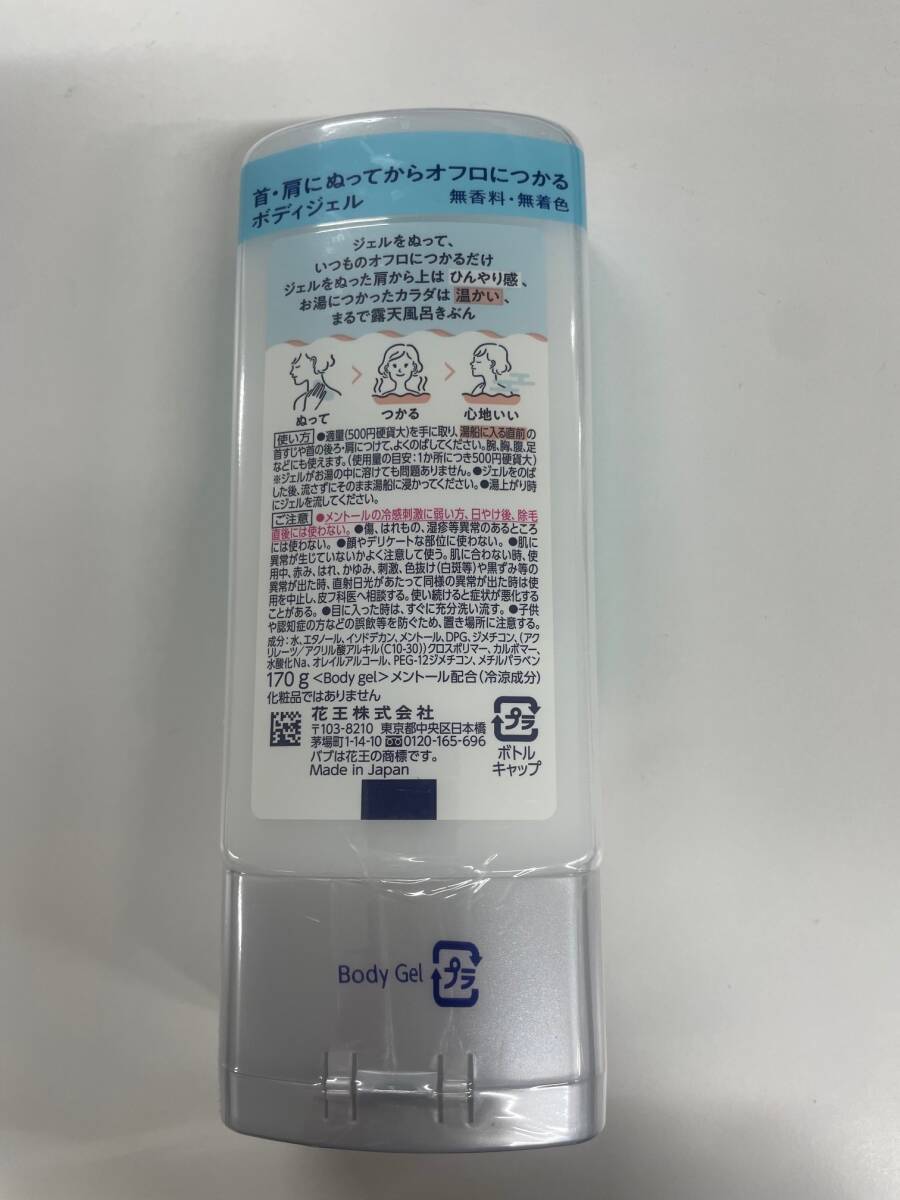 首・肩にぬってからオフロにつかる
ボディジェル 無香料・無着色
ジェルをぬって、
いつものオフロにつかるだけ
ジェルをぬった肩から上は ひんやり感、
お湯につかったカラダは 温かい、
まるで露天風呂きぶん
ぬって > つかる > 心地いい
使い方 ●適量(500円硬貨大)を手に取り、湯船に入る直前の
首すじや首の後ろ・肩につけて、よくのばしてください。腕、胸、腹、足
などにも使えます。(使用量の目安:1か所につき500円硬貨大)
※ジェルがお湯の中に溶けても問題ありません。●ジェルをのば
した後、流さずにそのまま湯船に浸かってください。●湯上がり時
にジェルを流してください。
ご注意 ●メントールの冷感刺激に弱い方、日やけ後、除毛
直後には使わない。●傷、はれもの、湿疹等異常のあるところ
には使わない。●顔やデリケートな部位に使わない。●肌に
異常が生じていないかよく注意して使う。肌に合わない時、使
用中、赤み、はれ、かゆみ、刺激、色抜け(白斑等)や黒ずみ等の
異常が出た時、直射日光があたって同様の異常が出た時は使
用を中止し、皮フ科医へ相談する。使い続けると症状が悪化する
ことがある。●目に入った時は、すぐに充分洗い流す。●子供
や認知症の方などの誤飲等を防ぐため、置き場所に注意する。
成分:水、エタノール、イソドデカン、メントール、DPG、ジメチコン、(アク
リレーツ/アクリル酸アルキル(C10-30))クロスポリマー、カルボマー、
水酸化Na、オレイルアルコール、PEG-12ジメチコン、メチルパラベン
170g <Body gel> メントール配合(冷涼成分)
化粧品ではありません
花王株式会社
〒103-8210 東京都中央区日本橋
茅場町1-14-10 0120-165-696
バブは花王の商標です。
Made in Japan
プラ
ボトル
キャップ
Body Gel プラ